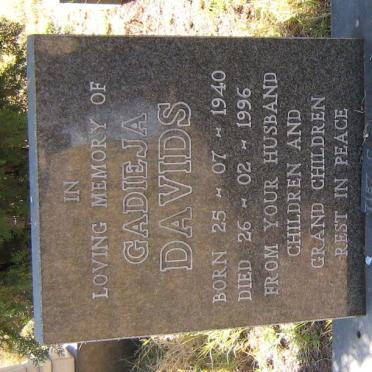 IN
LOVING MEMORY OF
GADIEJA
DAVIDS
BORN 25 ~ 07 ~ 1940
DIED 26 ~ 02 ~ 1996
FROM YOUR HUSBAND
CHILDREN AND
GRAND CHILDREN
REST IN PEACE